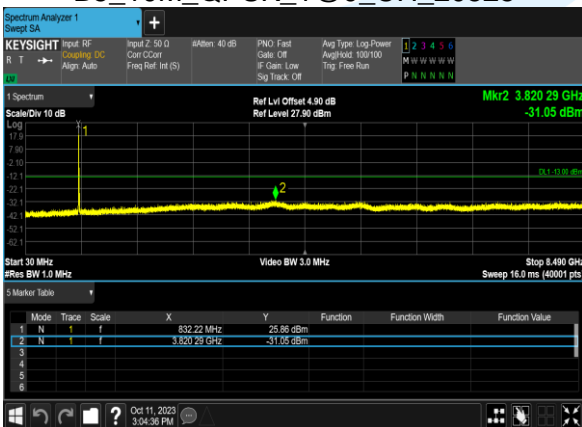 Spectrum Analyzer 1
Swept SA
KEYSIGHT Input: RF Input Z: 50 Ω #Atten: 40 dB PNO: Fast Avg Type: Log-Power 1 2 3 4 5 6
R T Coupling: DC Corr CCorr Gate: Off Avg|Hold: 100/100 M W W W W W
Align: Auto Freq Ref: Int (S) IF Gain: Low Trig: Free Run P N N N N N
Sig Track: Off
LW
1 Spectrum Ref Lvl Offset 4.90 dB Mkr2 3.820 29 GHz
Scale/Div 10 dB Ref Level 27.90 dBm -31.05 dBm
Log
17.9 1
7.90
-2.10
-12.1 DL1 -13.00 dBm
-22.1 2
-32.1
-42.1
-52.1
-62.1
Start 30 MHz Video BW 3.0 MHz Stop 8.490 GHz
#Res BW 1.0 MHz Sweep 16.0 ms (40001 pts)
5 Marker Table
Mode Trace Scale X Y Function Function Width Function Value
1 N 1 f 832.22 MHz 25.86 dBm
2 N 1 f 3.820 29 GHz -31.05 dBm
3
4
5
6
? Oct 11, 2023
3:04:36 PM